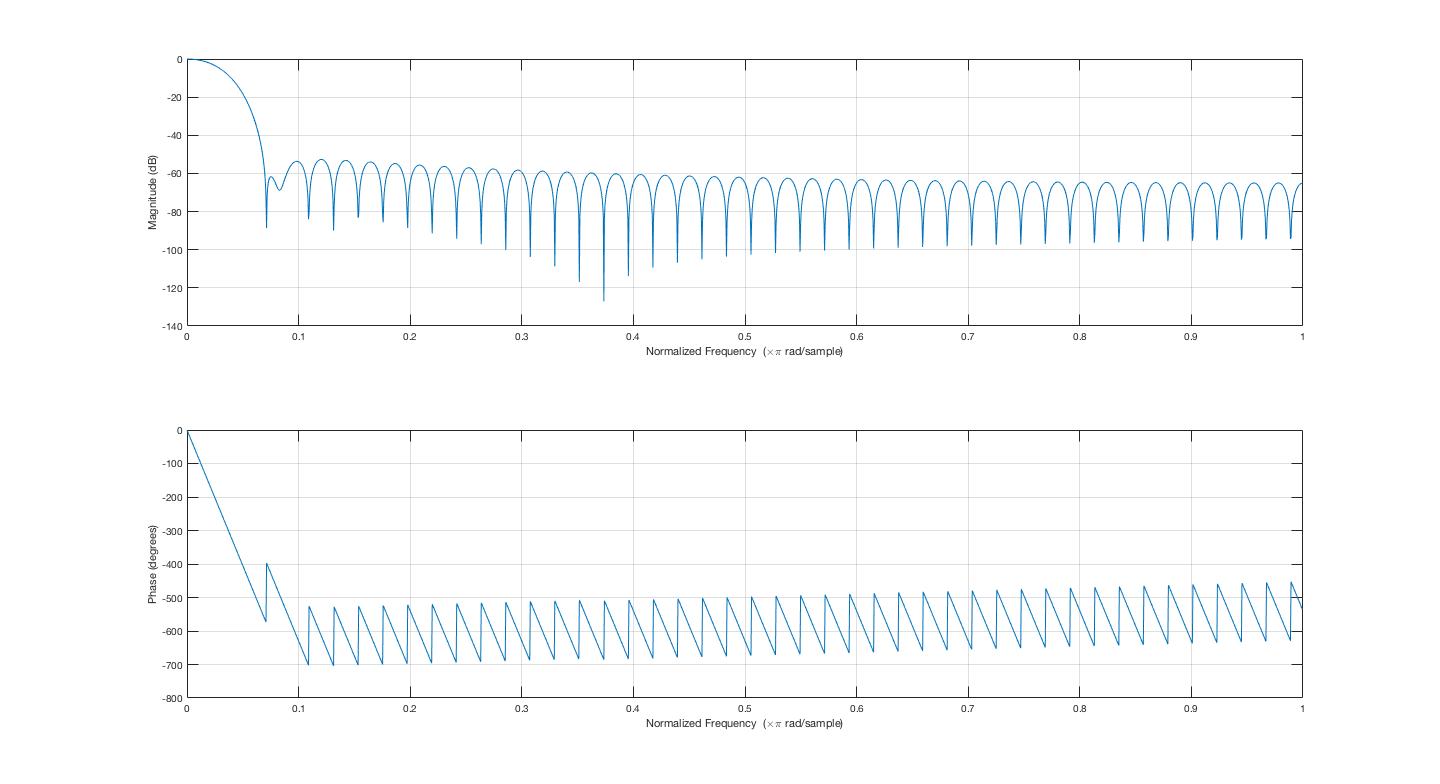 0
-20
-40
-60
-80
-100
-120
-140
Magnitude (dB)
0 0.1 0.2 0.3 0.4 0.5 0.6 0.7 0.8 0.9 1
Normalized Frequency (×π rad/sample)
0
-100
-200
-300
-400
-500
-600
-700
-800
Phase (degrees)
0 0.1 0.2 0.3 0.4 0.5 0.6 0.7 0.8 0.9 1
Normalized Frequency (×π rad/sample)